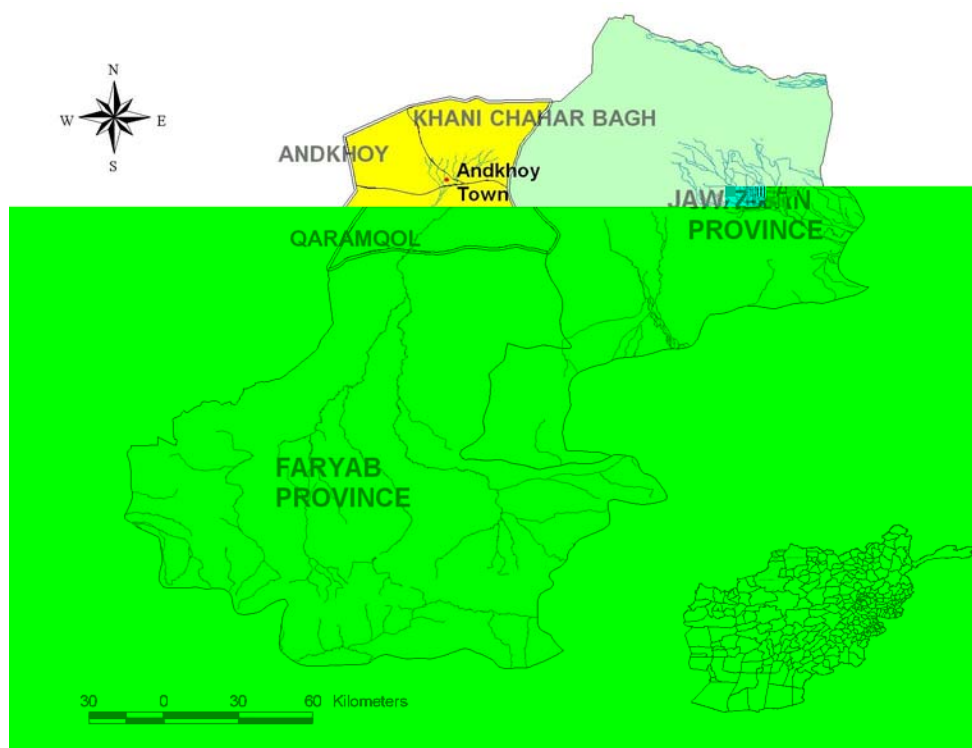 N
W E
S
KHANI CHAHAR BAGH
ANDKHOY
Andkhoy
Town
PROVINCE
QARAMQOL
FARYAB
PROVINCE
30 0 30 60 Kilometers